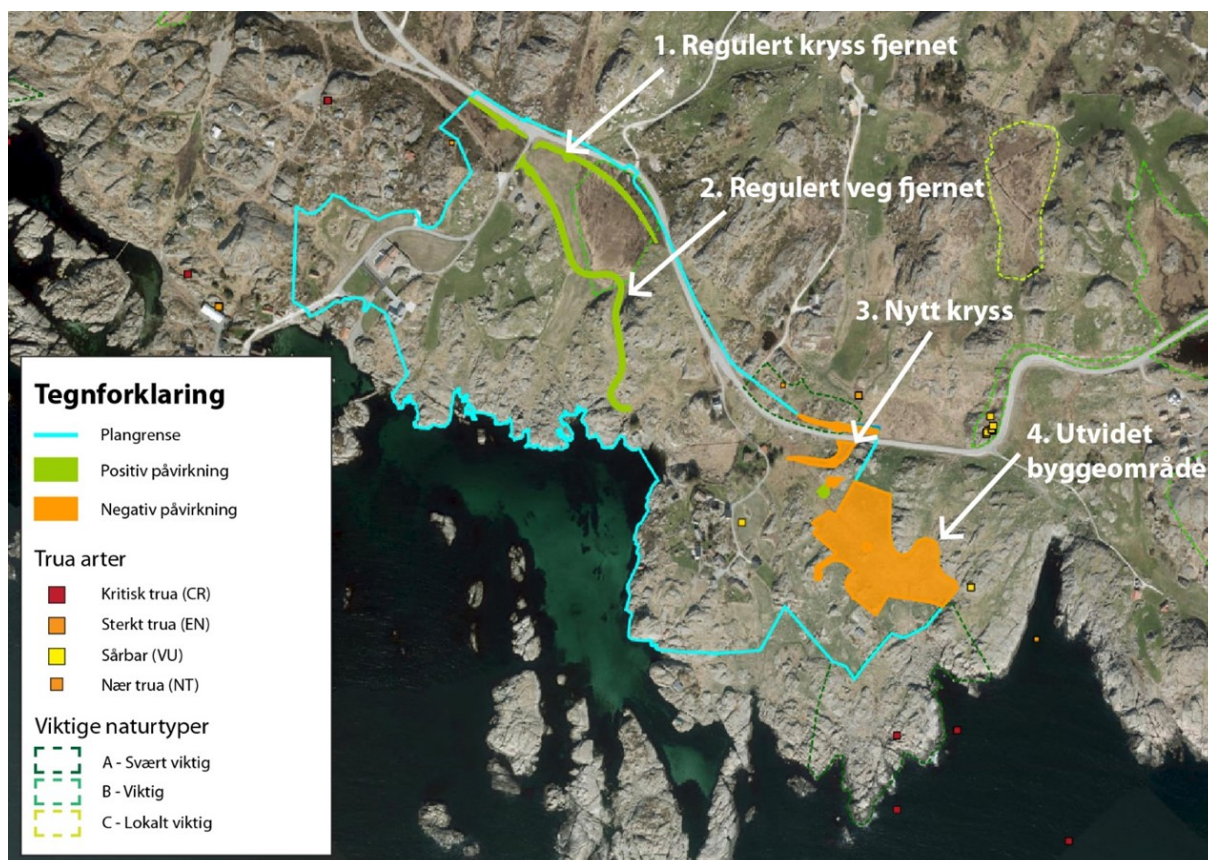 1. Regulert kryss fjernet
2. Regulert veg fjernet
3. Nytt kryss
4. Utvidet
byggeområde
Tegnforklaring
Plangrense
Positiv påvirkning
Negativ påvirkning
Trua arter
Kritisk trua (CR)
Sterkt trua (EN)
Sårbar (VU)
Nær trua (NT)
Viktige naturtyper
A - Svært viktig
B - Viktig
C - Lokalt viktig